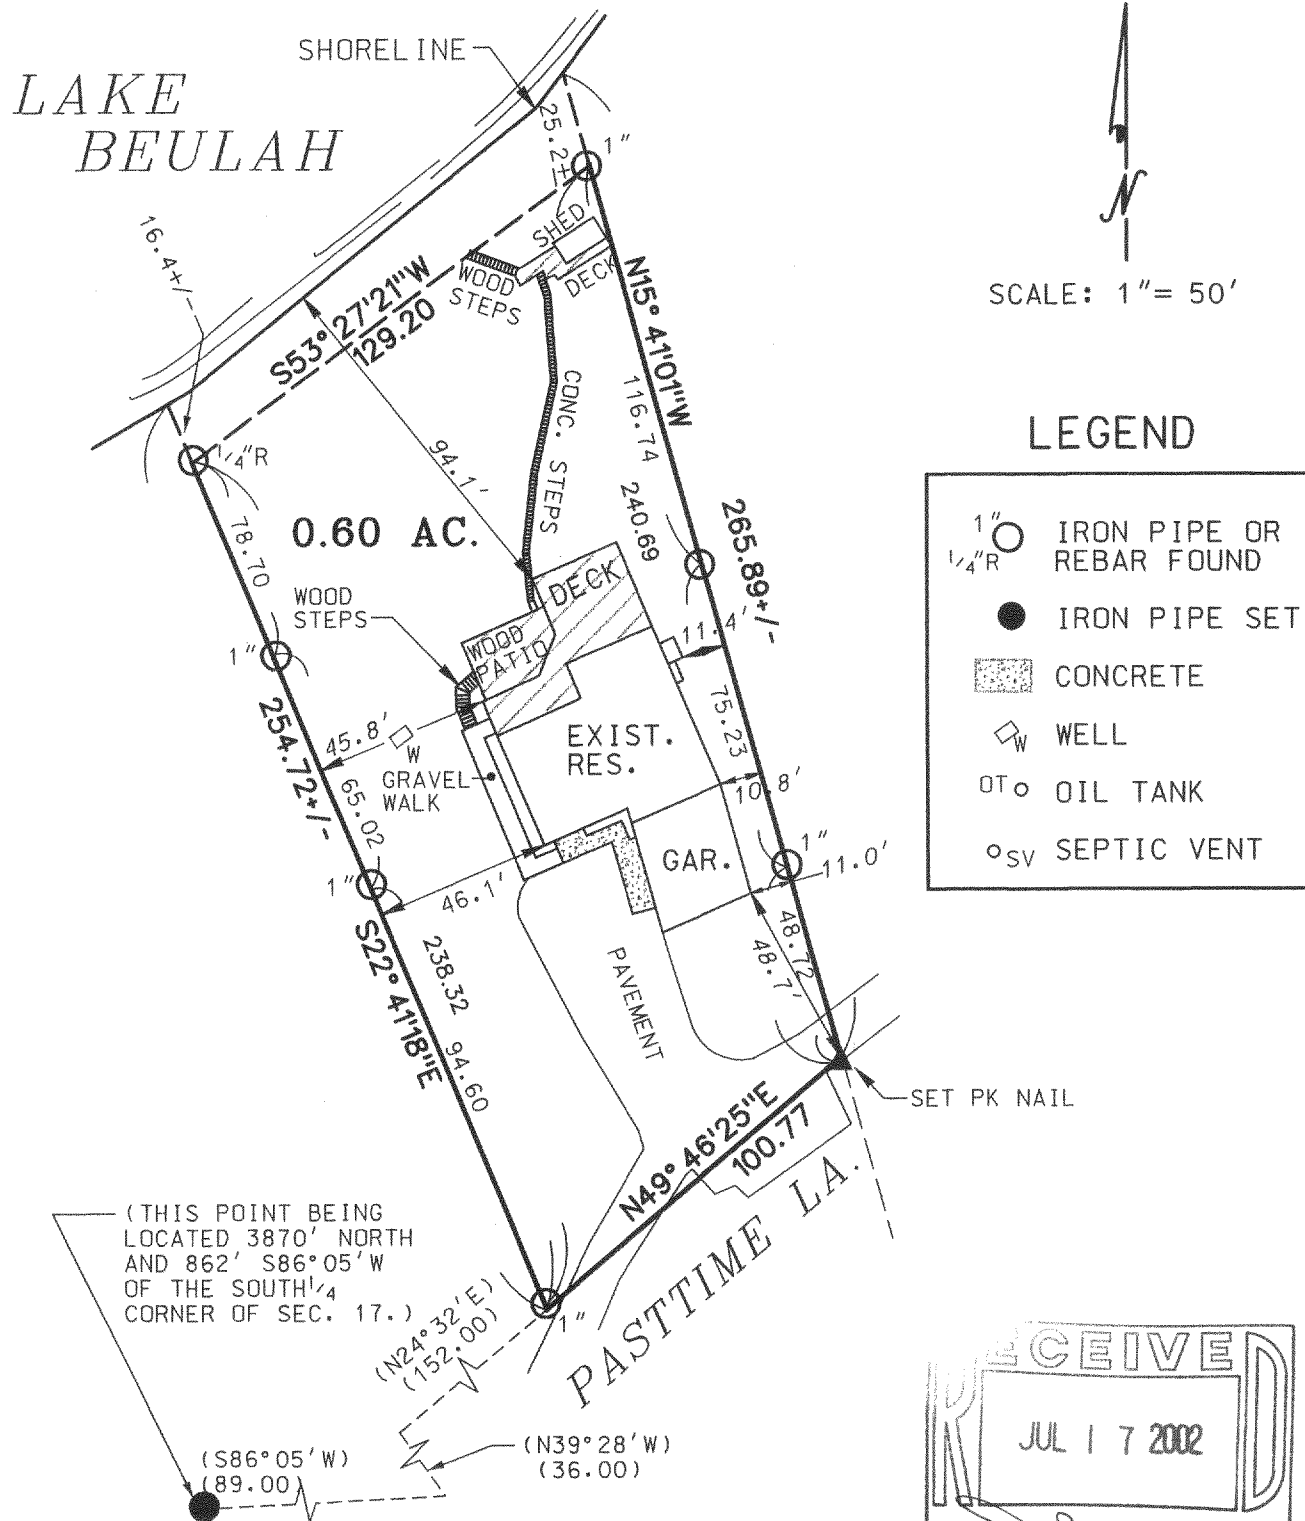 SHORELINE
LAKE
BEULAH
25.2±
1"
16.4+/-
SHED
DECK
WOOD
STEPS
S53° 27'21"W
129.20
N15° 41'01"W
116.74
CONC. STEPS
94.1'
1/4"R
78.70
0.60 AC.
240.69
265.89+/-
WOOD
STEPS
DECK
WOOD
PATIO
11.4'
1"
254.72+/-
45.8'
W
GRAVEL
WALK
65.02
EXIST.
RES.
75.23
10.8'
GAR.
1"
11.0'
1"
46.1'
S22° 41'18"E
238.32
94.60
PAVEMENT
48.72
48.7'
SET PK NAIL
N49° 46'25"E
100.77
PASTTIME LA.
1"
(THIS POINT BEING
LOCATED 3870' NORTH
AND 862' S86°05'W
OF THE SOUTH 1/4
CORNER OF SEC. 17.)
(N24°32'E)
(152.00)
(N39°28'W)
(36.00)
(S86°05'W)
(89.00)
N
SCALE: 1"= 50'
LEGEND
1"
1/4"R
IRON PIPE OR
REBAR FOUND
IRON PIPE SET
CONCRETE
W WELL
OT OIL TANK
SV SEPTIC VENT
RECEIVED
JUL 17 2002